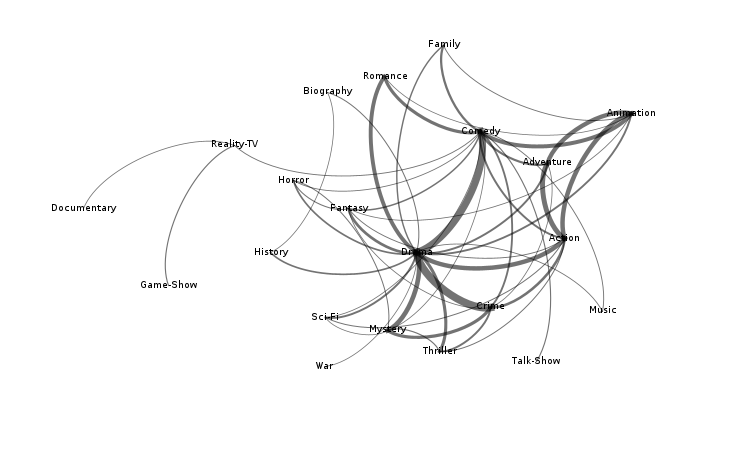 Family
Romance
Biography
Animation
Comedy
Reality-TV
Adventure
Horror
Documentary
Fantasy
Action
History
Drama
Game-Show
Crime
Music
Sci-Fi
Mystery
Thriller
Talk-Show
War